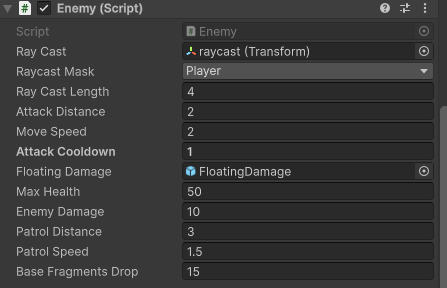 Enemy (Script)
Script Enemy
Ray Cast raycast (Transform)
Raycast Mask Player
Ray Cast Length 4
Attack Distance 2
Move Speed 2
Attack Cooldown 1
Floating Damage FloatingDamage
Max Health 50
Enemy Damage 10
Patrol Distance 3
Patrol Speed 1.5
Base Fragments Drop 15